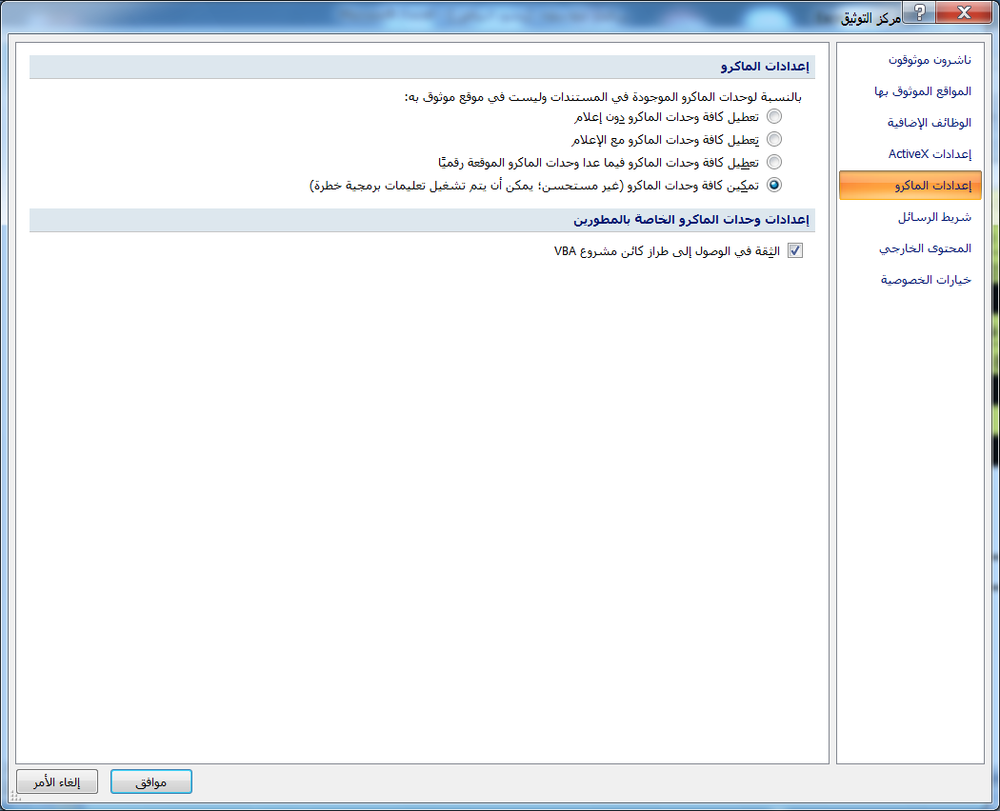 مركز التوثيق
ناشرون موثوقون
المواقع الموثوق بها
الوظائف الإضافية
إعدادات ActiveX
إعدادات الماكرو
شريط الرسائل
المحتوى الخارجي
خيارات الخصوصية
إعدادات الماكرو
بالنسبة لوحدات الماكرو الموجودة في المستندات وليست في موقع موثوق به:
تعطيل كافة وحدات الماكرو دون إعلام
تعطيل كافة وحدات الماكرو مع الإعلام
تعطيل كافة وحدات الماكرو فيما عدا وحدات الماكرو الموقعة رقميًا
تمكين كافة وحدات الماكرو (غير مستحسن؛ يمكن أن يتم تشغيل تعليمات برمجية خطرة)
إعدادات وحدات الماكرو الخاصة بالمطورين
الثقة في الوصول إلى طراز كائن مشروع VBA
موافق
إلغاء الأمر